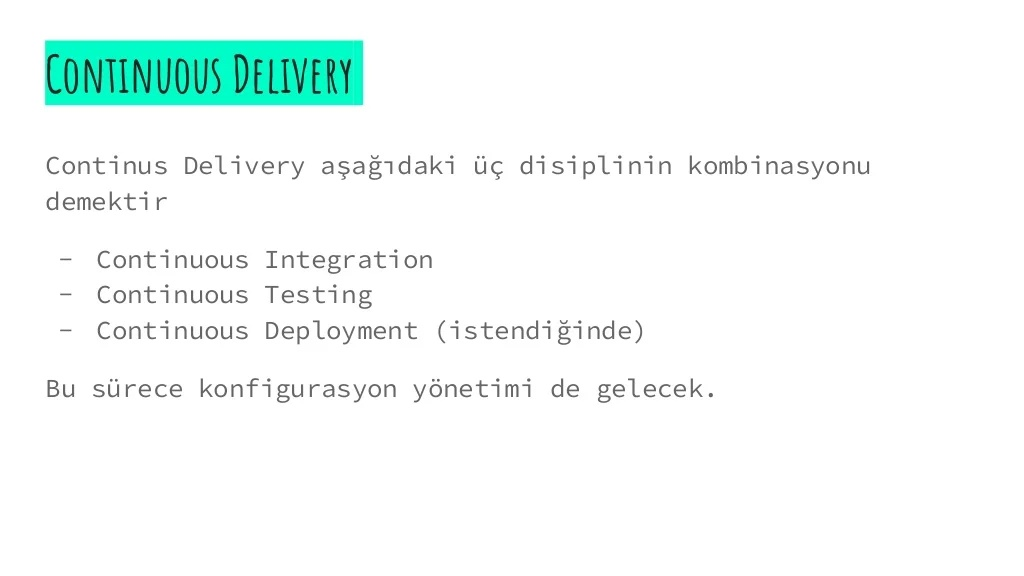 Continuous Delivery
Continus Delivery aşağıdaki üç disiplinin kombinasyonu
demektir
- Continuous Integration
- Continuous Testing
- Continuous Deployment (istendiğinde)
Bu sürece konfigurasyon yönetimi de gelecek.